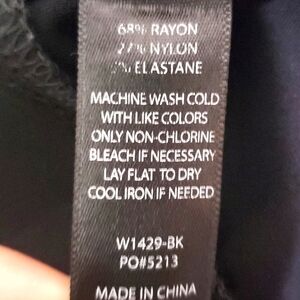 68% RAYON
27% NYLON
ELASTANE
MACHINE WASH COLD
WITH LIKE COLORS
ONLY NON-CHLORINE
BLEACH IF NECESSARY
LAY FLAT TO DRY
COOL IRON IF NEEDED
W1429-BK
PO#5213
MADE IN CHINA